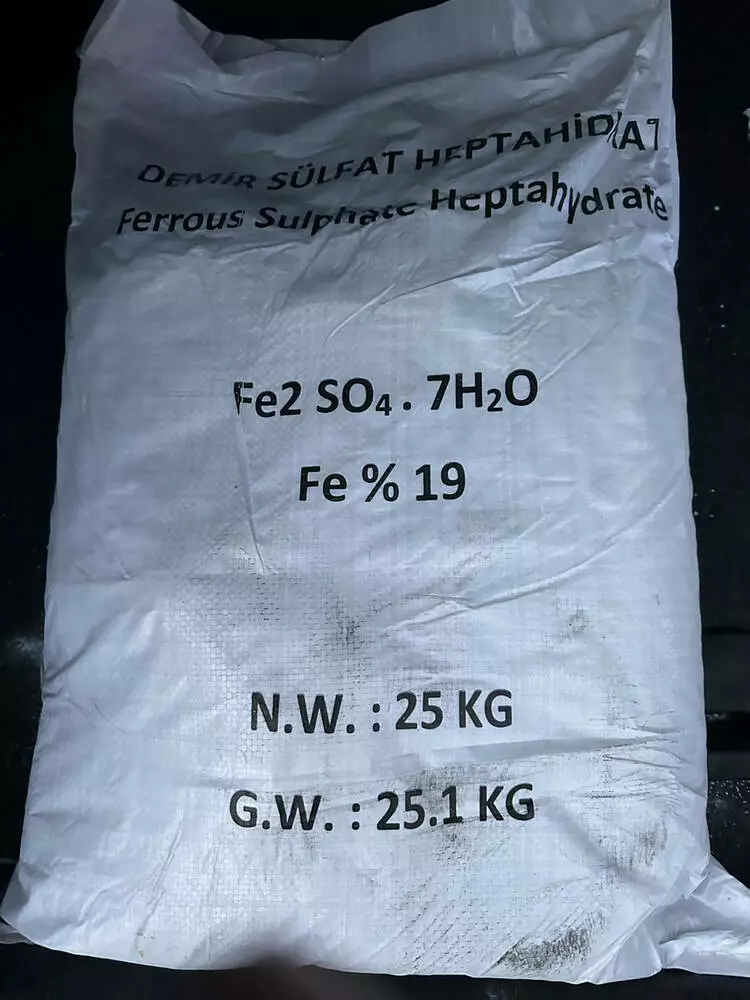 DEMİR SÜLFAT HEPTAHİDRAT
Ferrous Sulphate Heptahydrate
Fe2 SO₄ . 7H₂O
Fe % 19
N.W. : 25 KG
G.W. : 25.1 KG